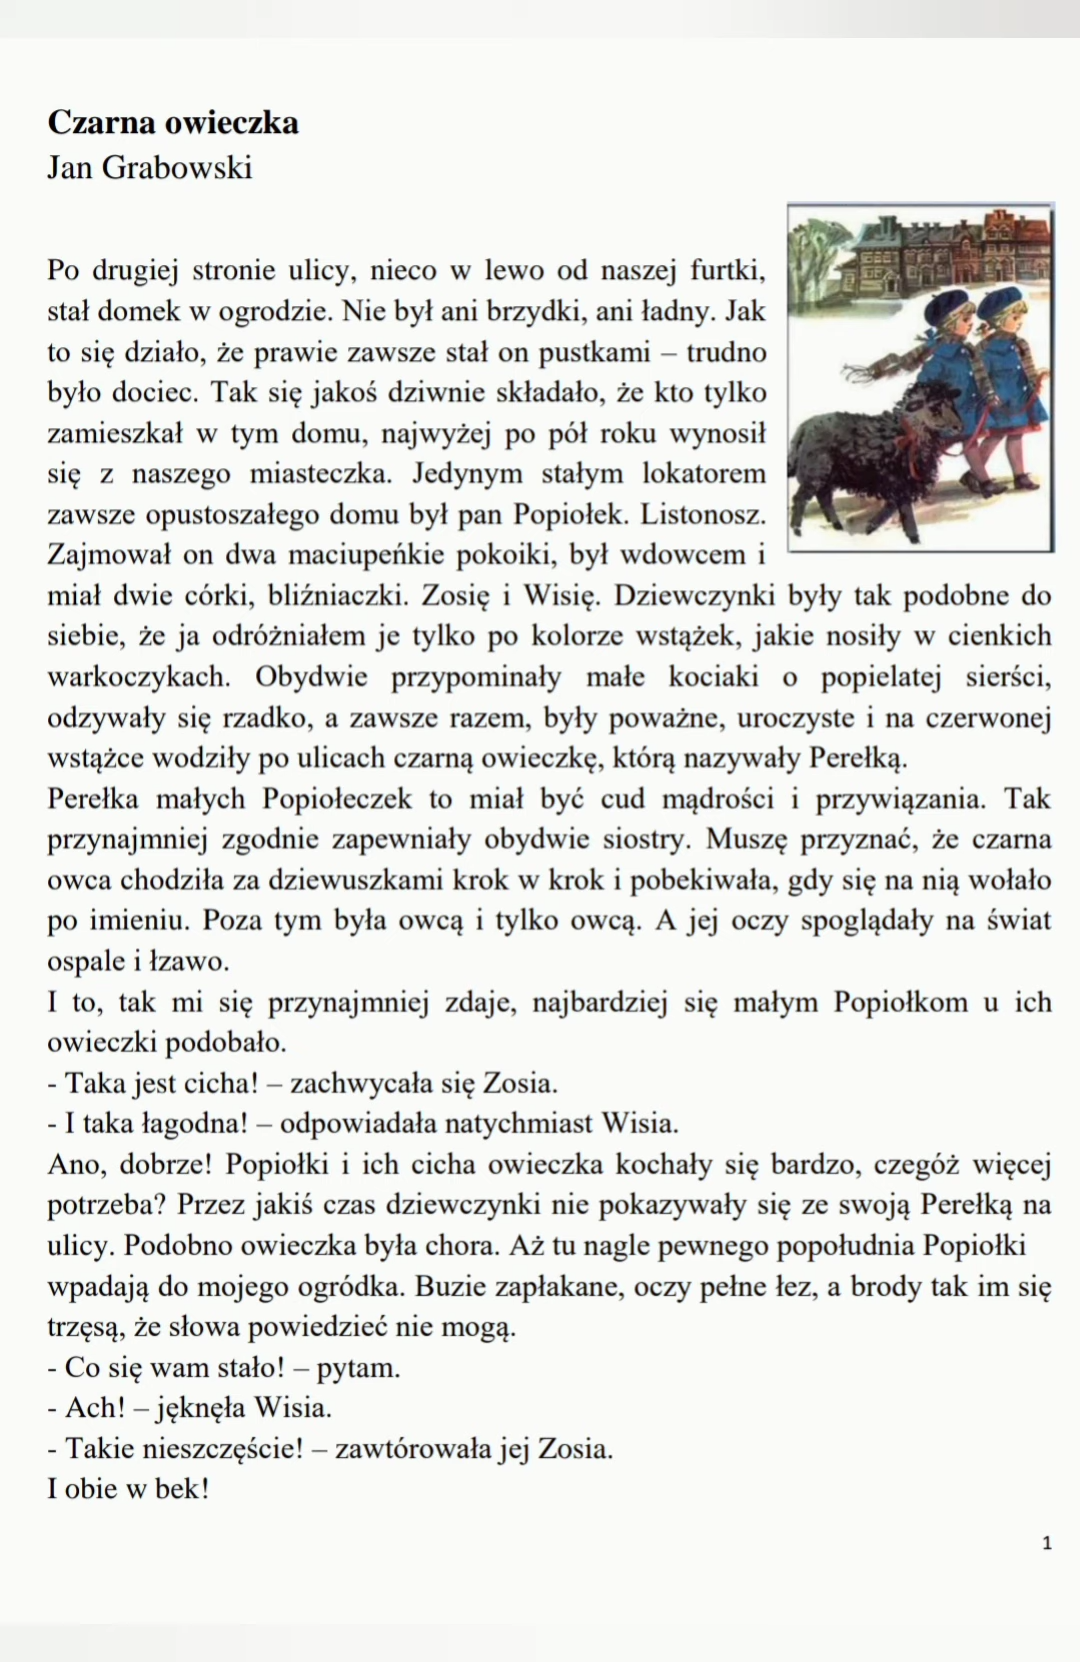 Czarna owieczka
Jan Grabowski
Po drugiej stronie ulicy, nieco w lewo od naszej furtki,
stał domek w ogrodzie. Nie był ani brzydki, ani ładny. Jak
to się działo, że prawie zawsze stał on pustkami – trudno
było dociec. Tak się jakoś dziwnie składało, że kto tylko
zamieszkał w tym domu, najwyżej po pół roku wynosił
się z naszego miasteczka. Jedynym stałym lokatorem
zawsze opustoszałego domu był pan Popiołek. Listonosz.
Zajmował on dwa maciupeńkie pokoiki, był wdowcem i
miał dwie córki, bliźniaczki. Zosię i Wisię. Dziewczynki były tak podobne do
siebie, że ja odróżniałem je tylko po kolorze wstążek, jakie nosiły w cienkich
warkoczykach. Obydwie przypominały małe kociaki o popielatej sierści,
odzywały się rzadko, a zawsze razem, były poważne, uroczyste i na czerwonej
wstążce wodziły po ulicach czarną owieczkę, którą nazywały Perełką.
Perełka małych Popiołeczek to miał być cud mądrości i przywiązania. Tak
przynajmniej zgodnie zapewniały obydwie siostry. Muszę przyznać, że czarna
owca chodziła za dziewuszkami krok w krok i pobekiwała, gdy się na nią wołało
po imieniu. Poza tym była owcą i tylko owcą. A jej oczy spoglądały na świat
ospale i łzawo.
I to, tak mi się przynajmniej zdaje, najbardziej się małym Popiołkom u ich
owieczki podobało.
- Taka jest cicha! – zachwycała się Zosia.
- I taka łagodna! – odpowiadała natychmiast Wisia.
Ano, dobrze! Popiołki i ich cicha owieczka kochały się bardzo, czegóż więcej
potrzeba? Przez jakiś czas dziewczynki nie pokazywały się ze swoją Perełką na
ulicy. Podobno owieczka była chora. Aż tu nagle pewnego popołudnia Popiołki
wpadają do mojego ogródka. Buzie zapłakane, oczy pełne łez, a brody tak im się
trzęsą, że słowa powiedzieć nie mogą.
- Co się wam stało! – pytam.
- Ach! – jęknęła Wisia.
- Takie nieszczęście! – zawtórowała jej Zosia.
I obie w bek!
1